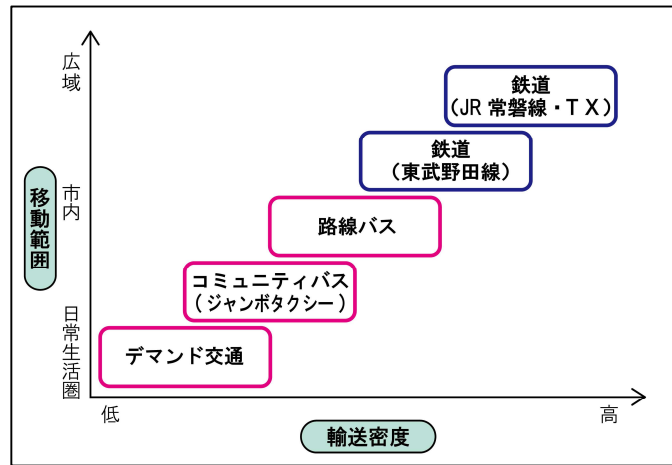 広域
鉄道
(JR 常磐線・TX)
鉄道
(東武野田線)
移動範囲
市内
路線バス
コミュニティバス
(ジャンボタクシー)
日常生活圏
デマンド交通
低
高
輸送密度